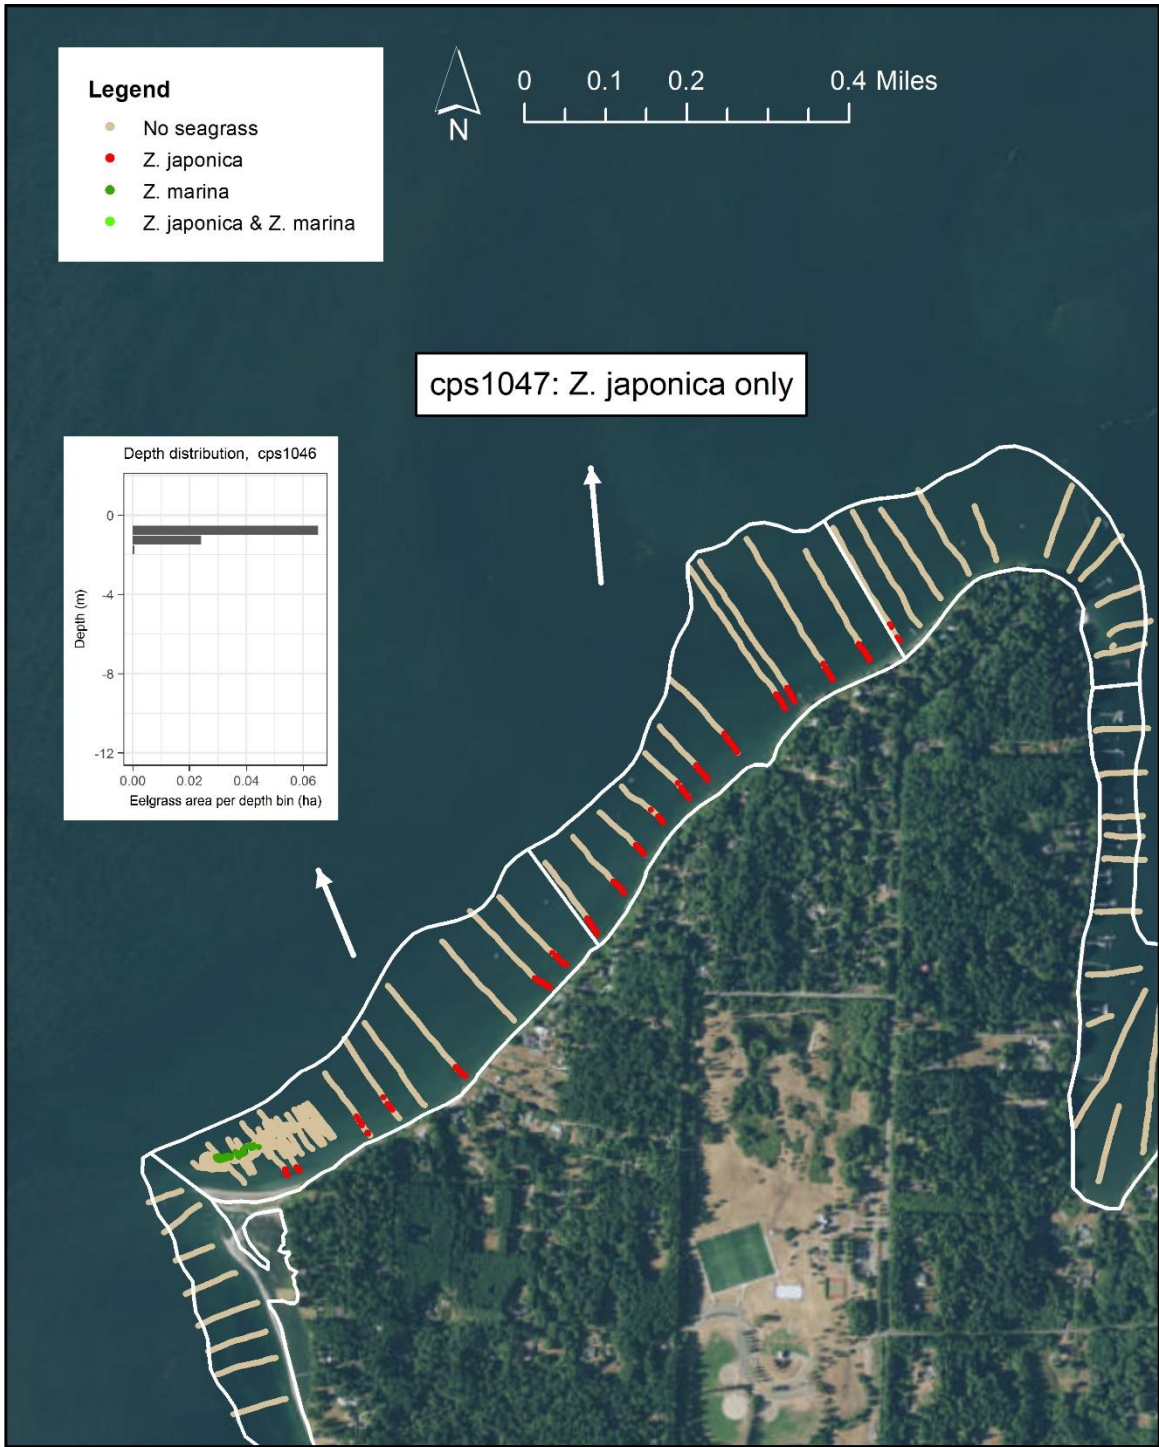 Legend
No seagrass
Z. japonica
Z. marina
Z. japonica & Z. marina
N
0 0.1 0.2 0.4 Miles
cps1047: Z. japonica only
Depth distribution, cps1046
Depth (m)
0
-4
-8
-12
0.00 0.02 0.04 0.06
Eelgrass area per depth bin (ha)